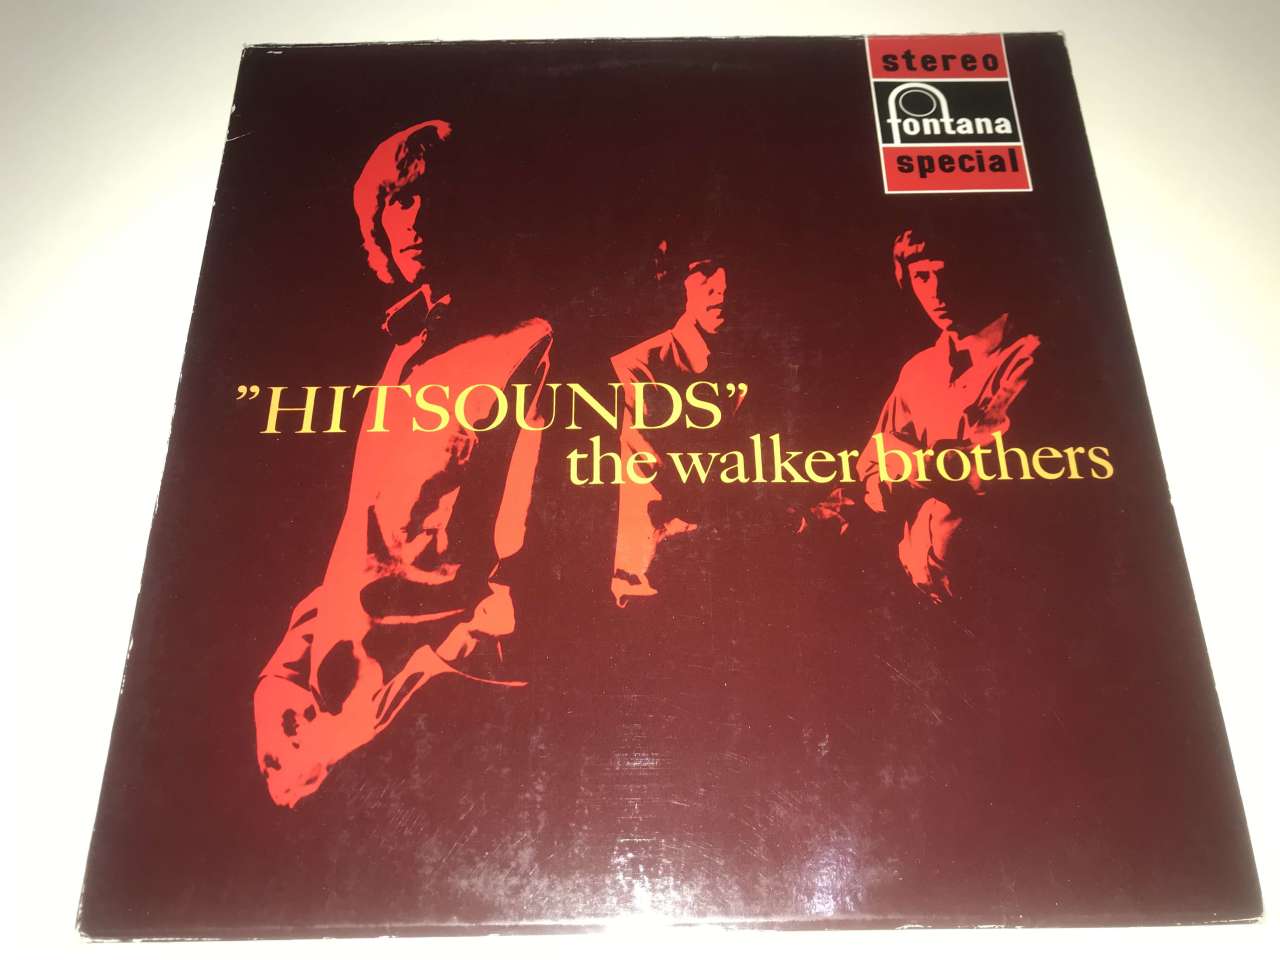 stereo
fontana
special
”HITSOUNDS”
the walker brothers